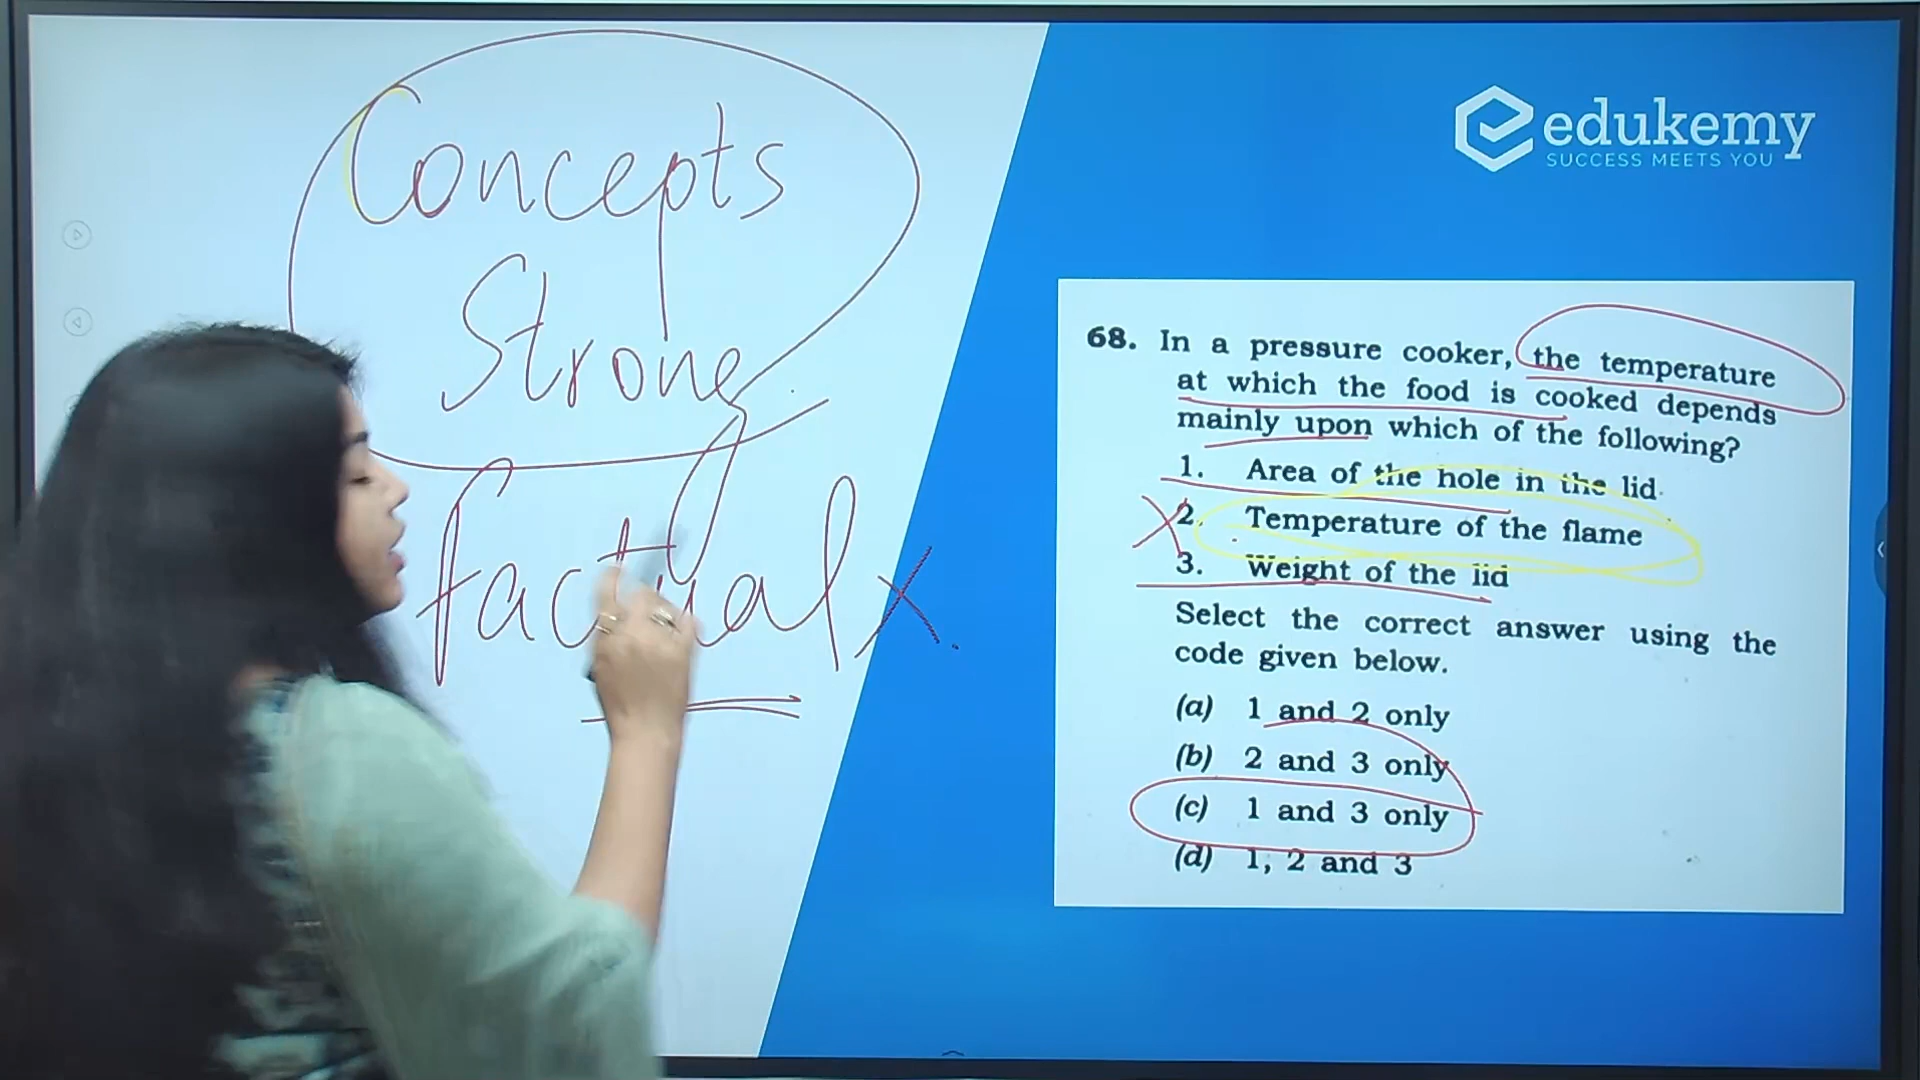 Concepts
Strong
factual x
edukemy
SUCCESS MEETS YOU
68. In a pressure cooker, the temperature
at which the food is cooked depends
mainly upon which of the following?
1. Area of the hole in the lid
X 2. Temperature of the flame
3. Weight of the lid
Select the correct answer using the
code given below.
(a) 1 and 2 only
(b) 2 and 3 only
(c) 1 and 3 only
(d) 1, 2 and 3